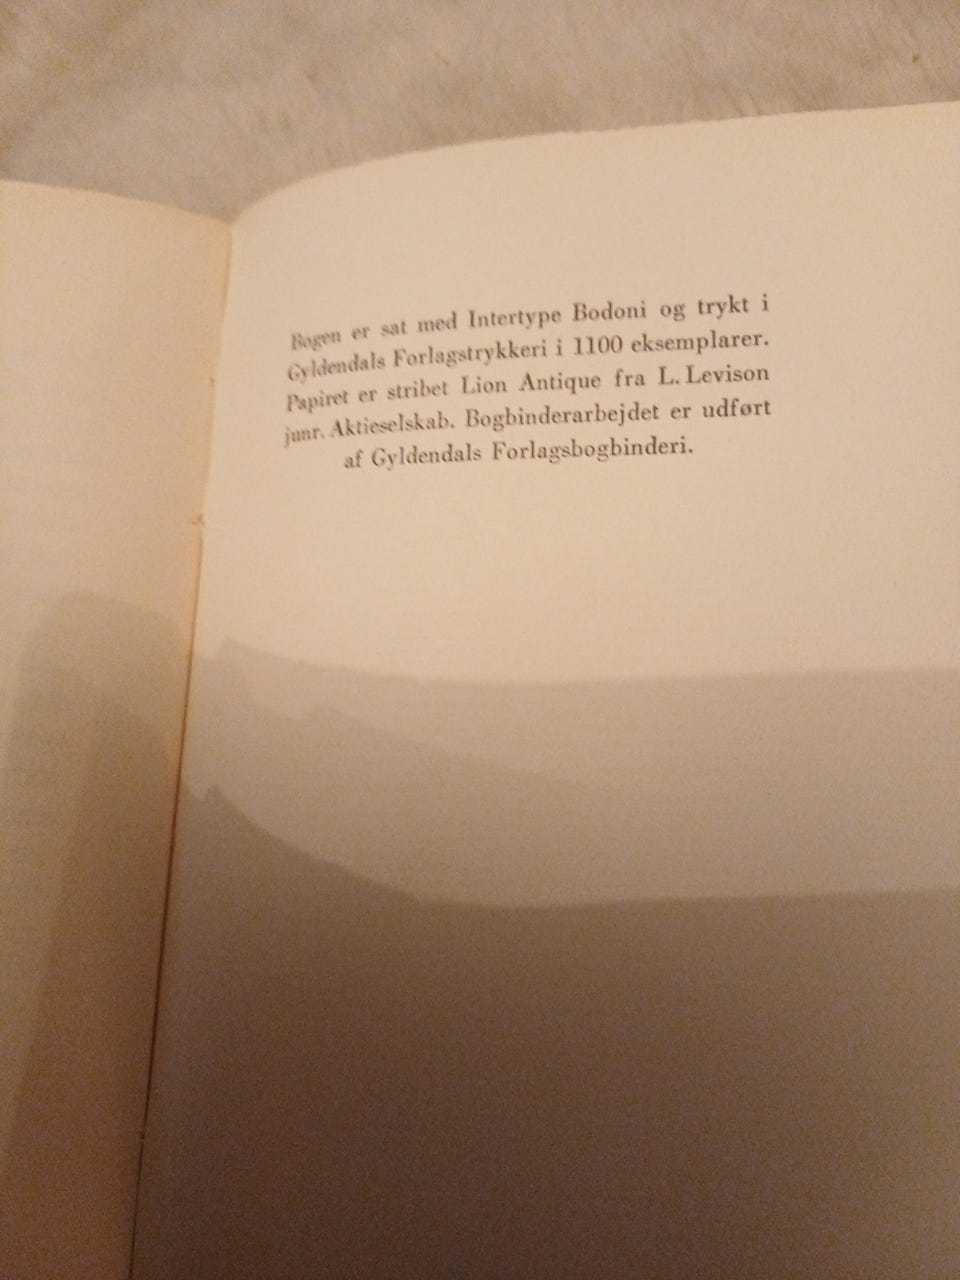 Bogen er sat med Intertype Bodoni og trykt i
Gyldendals Forlagstrykkeri i 1100 eksemplarer.
Papiret er stribet Lion Antique fra L. Levison
junr. Aktieselskab. Bogbinderarbejdet er udført
af Gyldendals Forlagsbogbinderi.